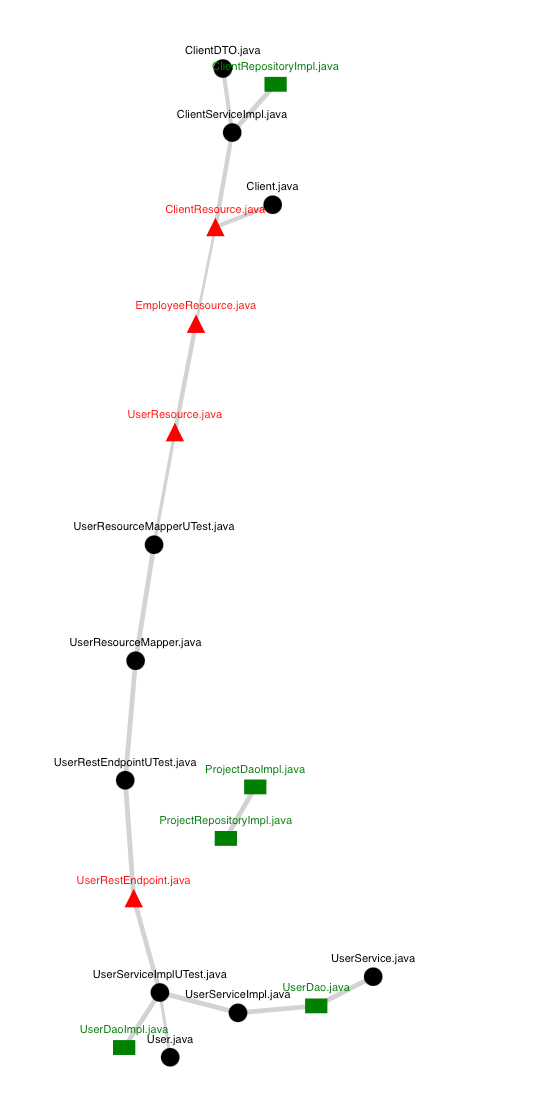 ClientDTO.java
ClientRepositoryImpl.java
ClientServiceImpl.java
Client.java
ClientResource.java
EmployeeResource.java
UserResource.java
UserResourceMapperUTest.java
UserResourceMapper.java
UserRestEndpointUTest.java
ProjectDaoImpl.java
ProjectRepositoryImpl.java
UserRestEndpoint.java
UserService.java
UserServiceImplUTest.java
UserDao.java
UserServiceImpl.java
UserDaoImpl.java
User.java